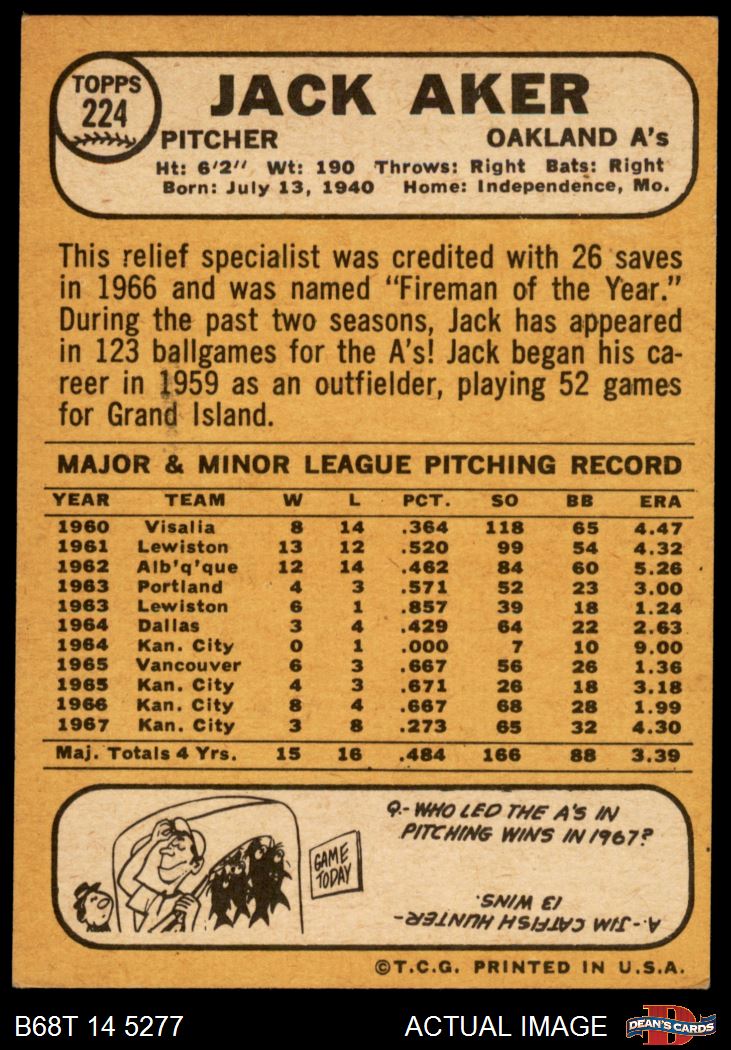 TOPPS
224
JACK AKER
PITCHER OAKLAND A's
Ht: 6'2" Wt: 190 Throws: Right Bats: Right
Born: July 13, 1940 Home: Independence, Mo.
This relief specialist was credited with 26 saves
in 1966 and was named "Fireman of the Year."
During the past two seasons, Jack has appeared
in 123 ballgames for the A's! Jack began his ca-
reer in 1959 as an outfielder, playing 52 games
for Grand Island.
MAJOR & MINOR LEAGUE PITCHING RECORD
YEAR TEAM W L PCT. SO BB ERA
1960 Visalia 8 14 .364 118 65 4.47
1961 Lewiston 13 12 .520 99 54 4.32
1962 Alb'q'que 12 14 .462 84 60 5.26
1963 Portland 4 3 .571 52 23 3.00
1963 Lewiston 6 1 .857 39 18 1.24
1964 Dallas 3 4 .429 64 22 2.63
1964 Kan. City 0 1 .000 7 10 9.00
1965 Vancouver 6 3 .667 56 26 1.36
1965 Kan. City 4 3 .671 26 18 3.18
1966 Kan. City 8 4 .667 68 28 1.99
1967 Kan. City 3 8 .273 65 32 4.30
Maj. Totals 4 Yrs. 15 16 .484 166 88 3.39
GAME
TODAY
Q.- WHO LED THE A'S IN
PITCHING WINS IN 1967?
A.- JIM CATFISH HUNTER-
13 WINS.
©T.C.G. PRINTED IN U.S.A.
B68T 14 5277 ACTUAL IMAGE
D
DEAN'S CARDS